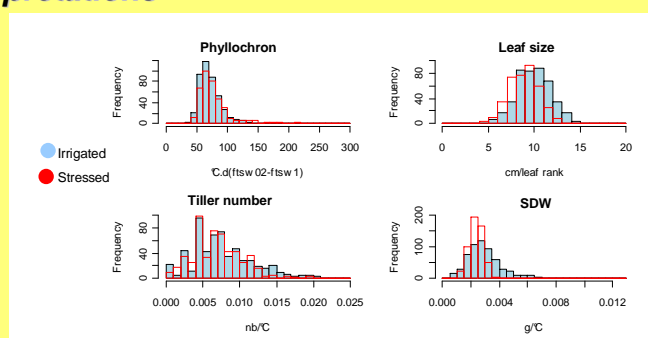 Phyllochron
Frequency
0 40 80
0 50 100 150 200 250 300
°C.d(ftsw 02-ftsw 1)
Leaf size
Frequency
0 40 80
0 5 10 15 20
cm/leaf rank
Irrigated
Stressed
Tiller number
Frequency
0 40 80
0.000 0.005 0.010 0.015 0.020 0.025
nb/°C
SDW
Frequency
0 100 200
0.000 0.004 0.008 0.012
g/°C